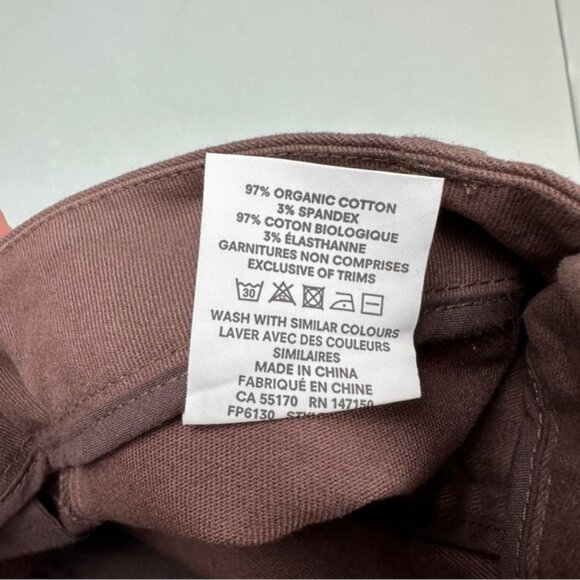 97% ORGANIC COTTON
3% SPANDEX
97% COTON BIOLOGIQUE
3% ÉLASTHANNE
GARNITURES NON COMPRISES
EXCLUSIVE OF TRIMS
30
WASH WITH SIMILAR COLOURS
LAVER AVEC DES COULEURS
SIMILAIRES
MADE IN CHINA
FABRIQUÉ EN CHINE
CA 55170 RN 147150
FP6130